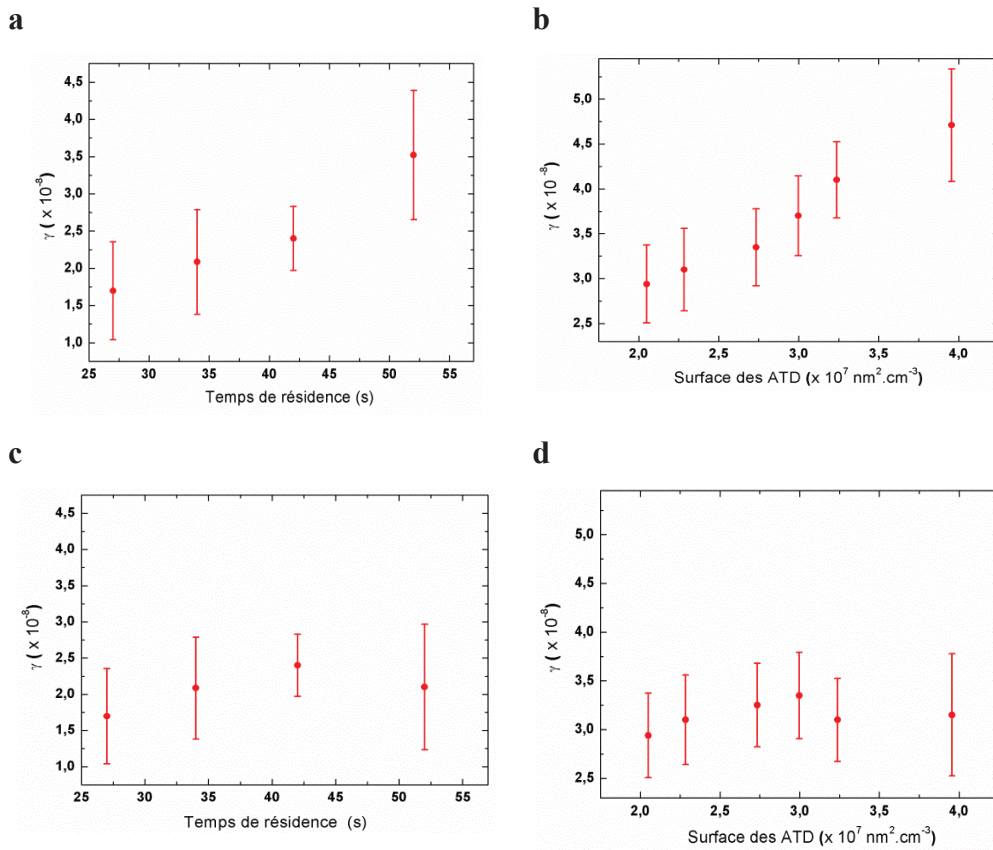 a
4,5
4,0
3,5
3,0
2,5
2,0
1,5
1,0
γ ( x 10⁻⁸)
25 30 35 40 45 50 55
Temps de résidence (s)
b
5,0
4,5
4,0
3,5
3,0
2,5
γ ( x 10⁻⁸)
2,0 2,5 3,0 3,5 4,0
Surface des ATD (x 10⁷ nm².cm⁻³)
c
4,5
4,0
3,5
3,0
2,5
2,0
1,5
1,0
γ ( x 10⁻⁸)
25 30 35 40 45 50 55
Temps de résidence (s)
d
5,0
4,5
4,0
3,5
3,0
2,5
γ ( x 10⁻⁸)
2,0 2,5 3,0 3,5 4,0
Surface des ATD (x 10⁷ nm².cm⁻³)